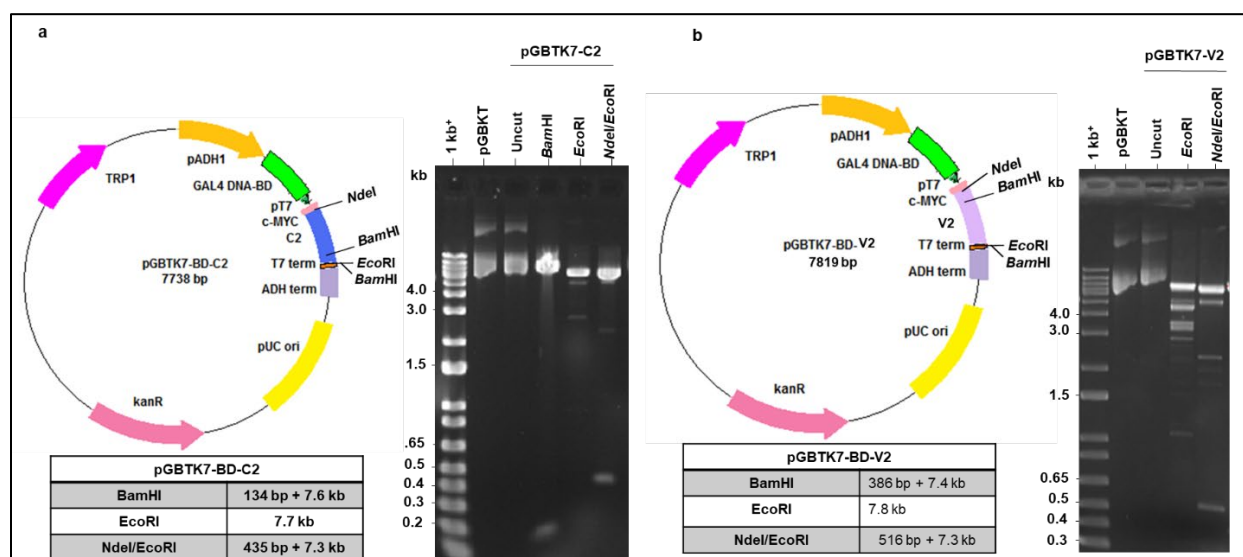 a
pGBTK7-C2
1 kb+
pGBKT
Uncut
BamHI
EcoRI
NdeI/EcoRI
kb
4.0
3.0
1.5
.65
0.5
0.4
0.3
0.2
pADH1
TRP1
GAL4 DNA-BD
pT7
c-MYC
C2
NdeI
BamHI
T7 term
EcoRI
BamHI
ADH term
pGBTK7-BD-C2
7738 bp
pUC ori
kanR
pGBTK7-BD-C2
BamHI 134 bp + 7.6 kb
EcoRI 7.7 kb
NdeI/EcoRI 435 bp + 7.3 kb
b
pGBTK7-V2
1 kb+
pGBKT
Uncut
EcoRI
NdeI/EcoRI
kb
4.0
3.0
1.5
0.65
0.5
0.4
0.3
pADH1
TRP1
GAL4 DNA-BD
pT7
c-MYC
V2
NdeI
BamHI
T7 term
EcoRI
BamHI
ADH term
pGBTK7-BD-V2
7819 bp
pUC ori
kanR
pGBTK7-BD-V2
BamHI 386 bp + 7.4 kb
EcoRI 7.8 kb
NdeI/EcoRI 516 bp + 7.3 kb